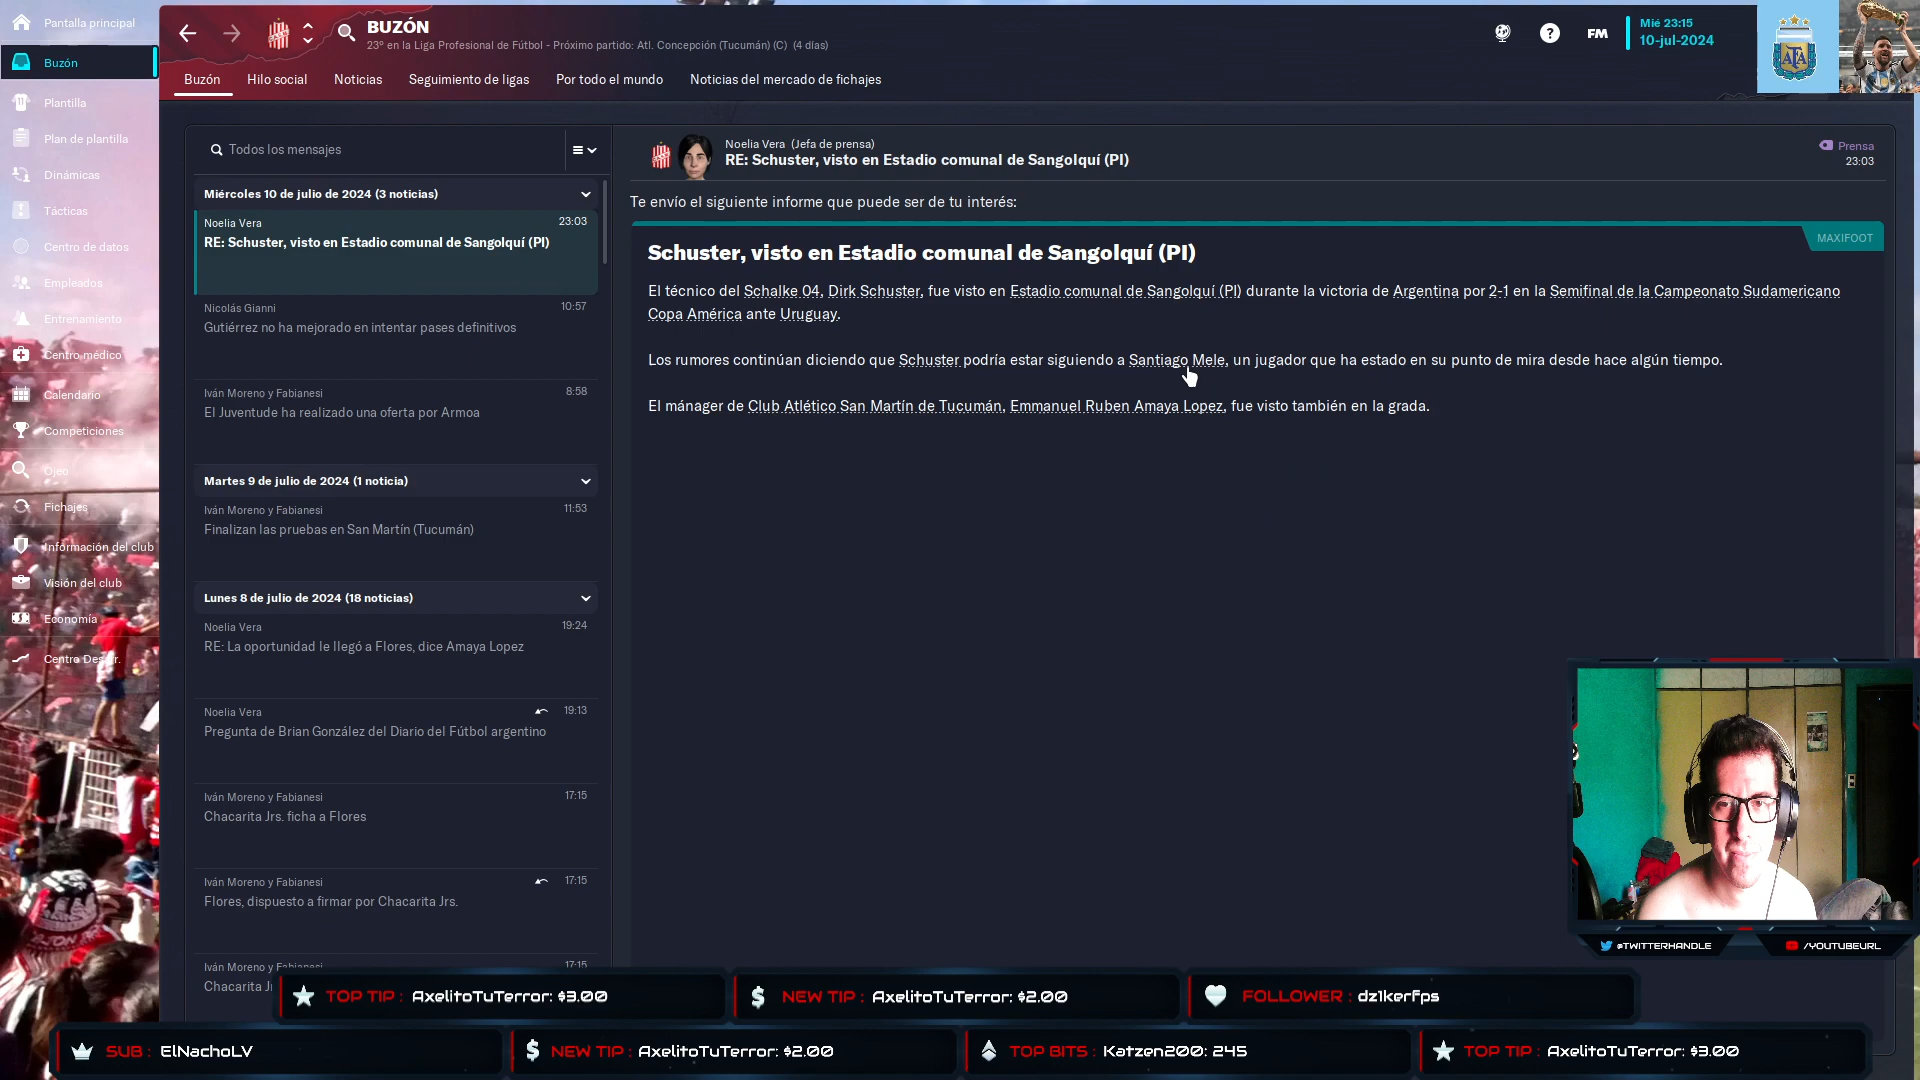 Pantalla principal
Buzón
Plantilla
Plan de plantilla
Dinámicas
Tácticas
Centro de datos
Empleados
Entrenamiento
Centro médico
Calendario
Competiciones
Ojeo
Fichajes
Información del club
Visión del club
Economía
Centro Desarr.
BUZÓN
23º en la Liga Profesional de Fútbol - Próximo partido: Atl. Concepción (Tucumán) (C) (4 días)
FM
Mié 23:15
10-jul-2024
AFA
Buzón
Hilo social
Noticias
Seguimiento de ligas
Por todo el mundo
Noticias del mercado de fichajes
Todos los mensajes
Miércoles 10 de julio de 2024 (3 noticias)
Noelia Vera 23:03
RE: Schuster, visto en Estadio comunal de Sangolquí (PI)
Nicolás Gianni 10:57
Gutiérrez no ha mejorado en intentar pases definitivos
Iván Moreno y Fabianesi 8:58
El Juventude ha realizado una oferta por Armoa
Martes 9 de julio de 2024 (1 noticia)
Iván Moreno y Fabianesi 11:53
Finalizan las pruebas en San Martín (Tucumán)
Lunes 8 de julio de 2024 (18 noticias)
Noelia Vera 19:24
RE: La oportunidad le llegó a Flores, dice Amaya Lopez
Noelia Vera 19:13
Pregunta de Brian González del Diario del Fútbol argentino
Iván Moreno y Fabianesi 17:15
Chacarita Jrs. ficha a Flores
Iván Moreno y Fabianesi 17:15
Flores, dispuesto a firmar por Chacarita Jrs.
Iván Moreno y Fabianesi 17:15
Chacarita J
Noelia Vera (Jefa de prensa)
RE: Schuster, visto en Estadio comunal de Sangolquí (PI)
Prensa
23:03
Te envío el siguiente informe que puede ser de tu interés:
MAXIFOOT
Schuster, visto en Estadio comunal de Sangolquí (PI)
El técnico del Schalke 04, Dirk Schuster, fue visto en Estadio comunal de Sangolquí (PI) durante la victoria de Argentina por 2-1 en la Semifinal de la Campeonato Sudamericano
Copa América ante Uruguay.
Los rumores continúan diciendo que Schuster podría estar siguiendo a Santiago Mele, un jugador que ha estado en su punto de mira desde hace algún tiempo.
El mánager de Club Atlético San Martín de Tucumán, Emmanuel Ruben Amaya Lopez, fue visto también en la grada.
@TWITTERHANDLE
/YOUTUBEURL
TOP TIP : AxelitoTuTerror: $3.00
NEW TIP : AxelitoTuTerror: $2.00
FOLLOWER : dz1kerfps
SUB : ElNachoLV
NEW TIP : AxelitoTuTerror: $2.00
TOP BITS : Katzen200: 245
TOP TIP : AxelitoTuTerror: $3.00